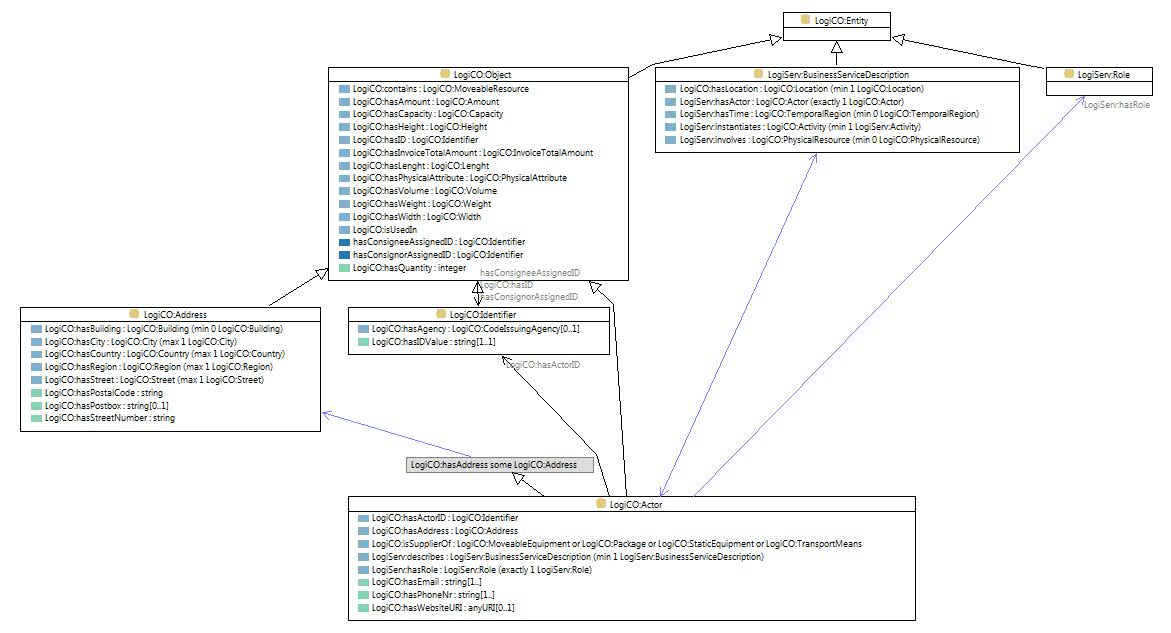 LogiCO:Entity
LogiCO:Object
LogiCO:contains : LogiCO:MoveableResource
LogiCO:hasAmount : LogiCO:Amount
LogiCO:hasCapacity : LogiCO:Capacity
LogiCO:hasHeight : LogiCO:Height
LogiCO:hasID : LogiCO:Identifier
LogiCO:hasInvoiceTotalAmount : LogiCO:InvoiceTotalAmount
LogiCO:hasLenght : LogiCO:Lenght
LogiCO:hasPhysicalAttribute : LogiCO:PhysicalAttribute
LogiCO:hasVolume : LogiCO:Volume
LogiCO:hasWeight : LogiCO:Weight
LogiCO:hasWidth : LogiCO:Width
LogiCO:isUsedIn
hasConsigneeAssignedID : LogiCO:Identifier
hasConsignorAssignedID : LogiCO:Identifier
LogiCO:hasQuantity : integer
LogiServ:BusinessServiceDescription
LogiCO:hasLocation : LogiCO:Location (min 1 LogiCO:Location)
LogiServ:hasActor : LogiCO:Actor (exactly 1 LogiCO:Actor)
LogiServ:hasTime : LogiCO:TemporalRegion (min 0 LogiCO:TemporalRegion)
LogiServ:instantiates : LogiCO:Activity (min 1 LogiServ:Activity)
LogiServ:involves : LogiCO:PhysicalResource (min 0 LogiCO:PhysicalResource)
LogiServ:Role
LogiServ:hasRole
hasConsigneeAssignedID
LogiCO:hasID
hasConsignorAssignedID
LogiCO:Address
LogiCO:hasBuilding : LogiCO:Building (min 0 LogiCO:Building)
LogiCO:hasCity : LogiCO:City (max 1 LogiCO:City)
LogiCO:hasCountry : LogiCO:Country (max 1 LogiCO:Country)
LogiCO:hasRegion : LogiCO:Region (max 1 LogiCO:Region)
LogiCO:hasStreet : LogiCO:Street (max 1 LogiCO:Street)
LogiCO:hasPostalCode : string
LogiCO:hasPostbox : string[0..1]
LogiCO:hasStreetNumber : string
LogiCO:Identifier
LogiCO:hasAgency : LogiCO:CodeIssuingAgency[0..1]
LogiCO:hasIDValue : string[1..1]
LogiCO:hasActorID
LogiCO:hasAddress some LogiCO:Address
LogiCO:Actor
LogiCO:hasActorID : LogiCO:Identifier
LogiCO:hasAddress : LogiCO:Address
LogiCO:isSupplierOf : LogiCO:MoveableEquipment or LogiCO:Package or LogiCO:StaticEquipment or LogiCO:TransportMeans
LogiServ:describes : LogiServ:BusinessServiceDescription (min 1 LogiServ:BusinessServiceDescription)
LogiServ:hasRole : LogiServ:Role (exactly 1 LogiServ:Role)
LogiCO:hasEmail : string[1..]
LogiCO:hasPhoneNr : string[1..]
LogiCO:hasWebsiteURI : anyURI[0..1]